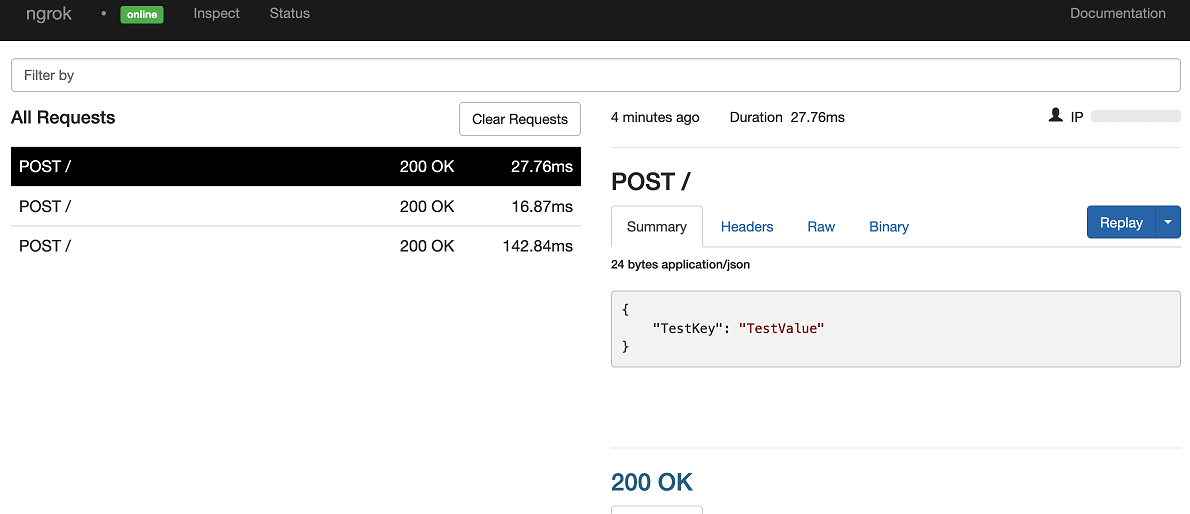 ngrok • online Inspect Status Documentation
Filter by
All Requests Clear Requests
POST / 200 OK 27.76ms
POST / 200 OK 16.87ms
POST / 200 OK 142.84ms
4 minutes ago Duration 27.76ms IP
POST /
Summary Headers Raw Binary Replay
24 bytes application/json
{
"TestKey": "TestValue"
}
200 OK